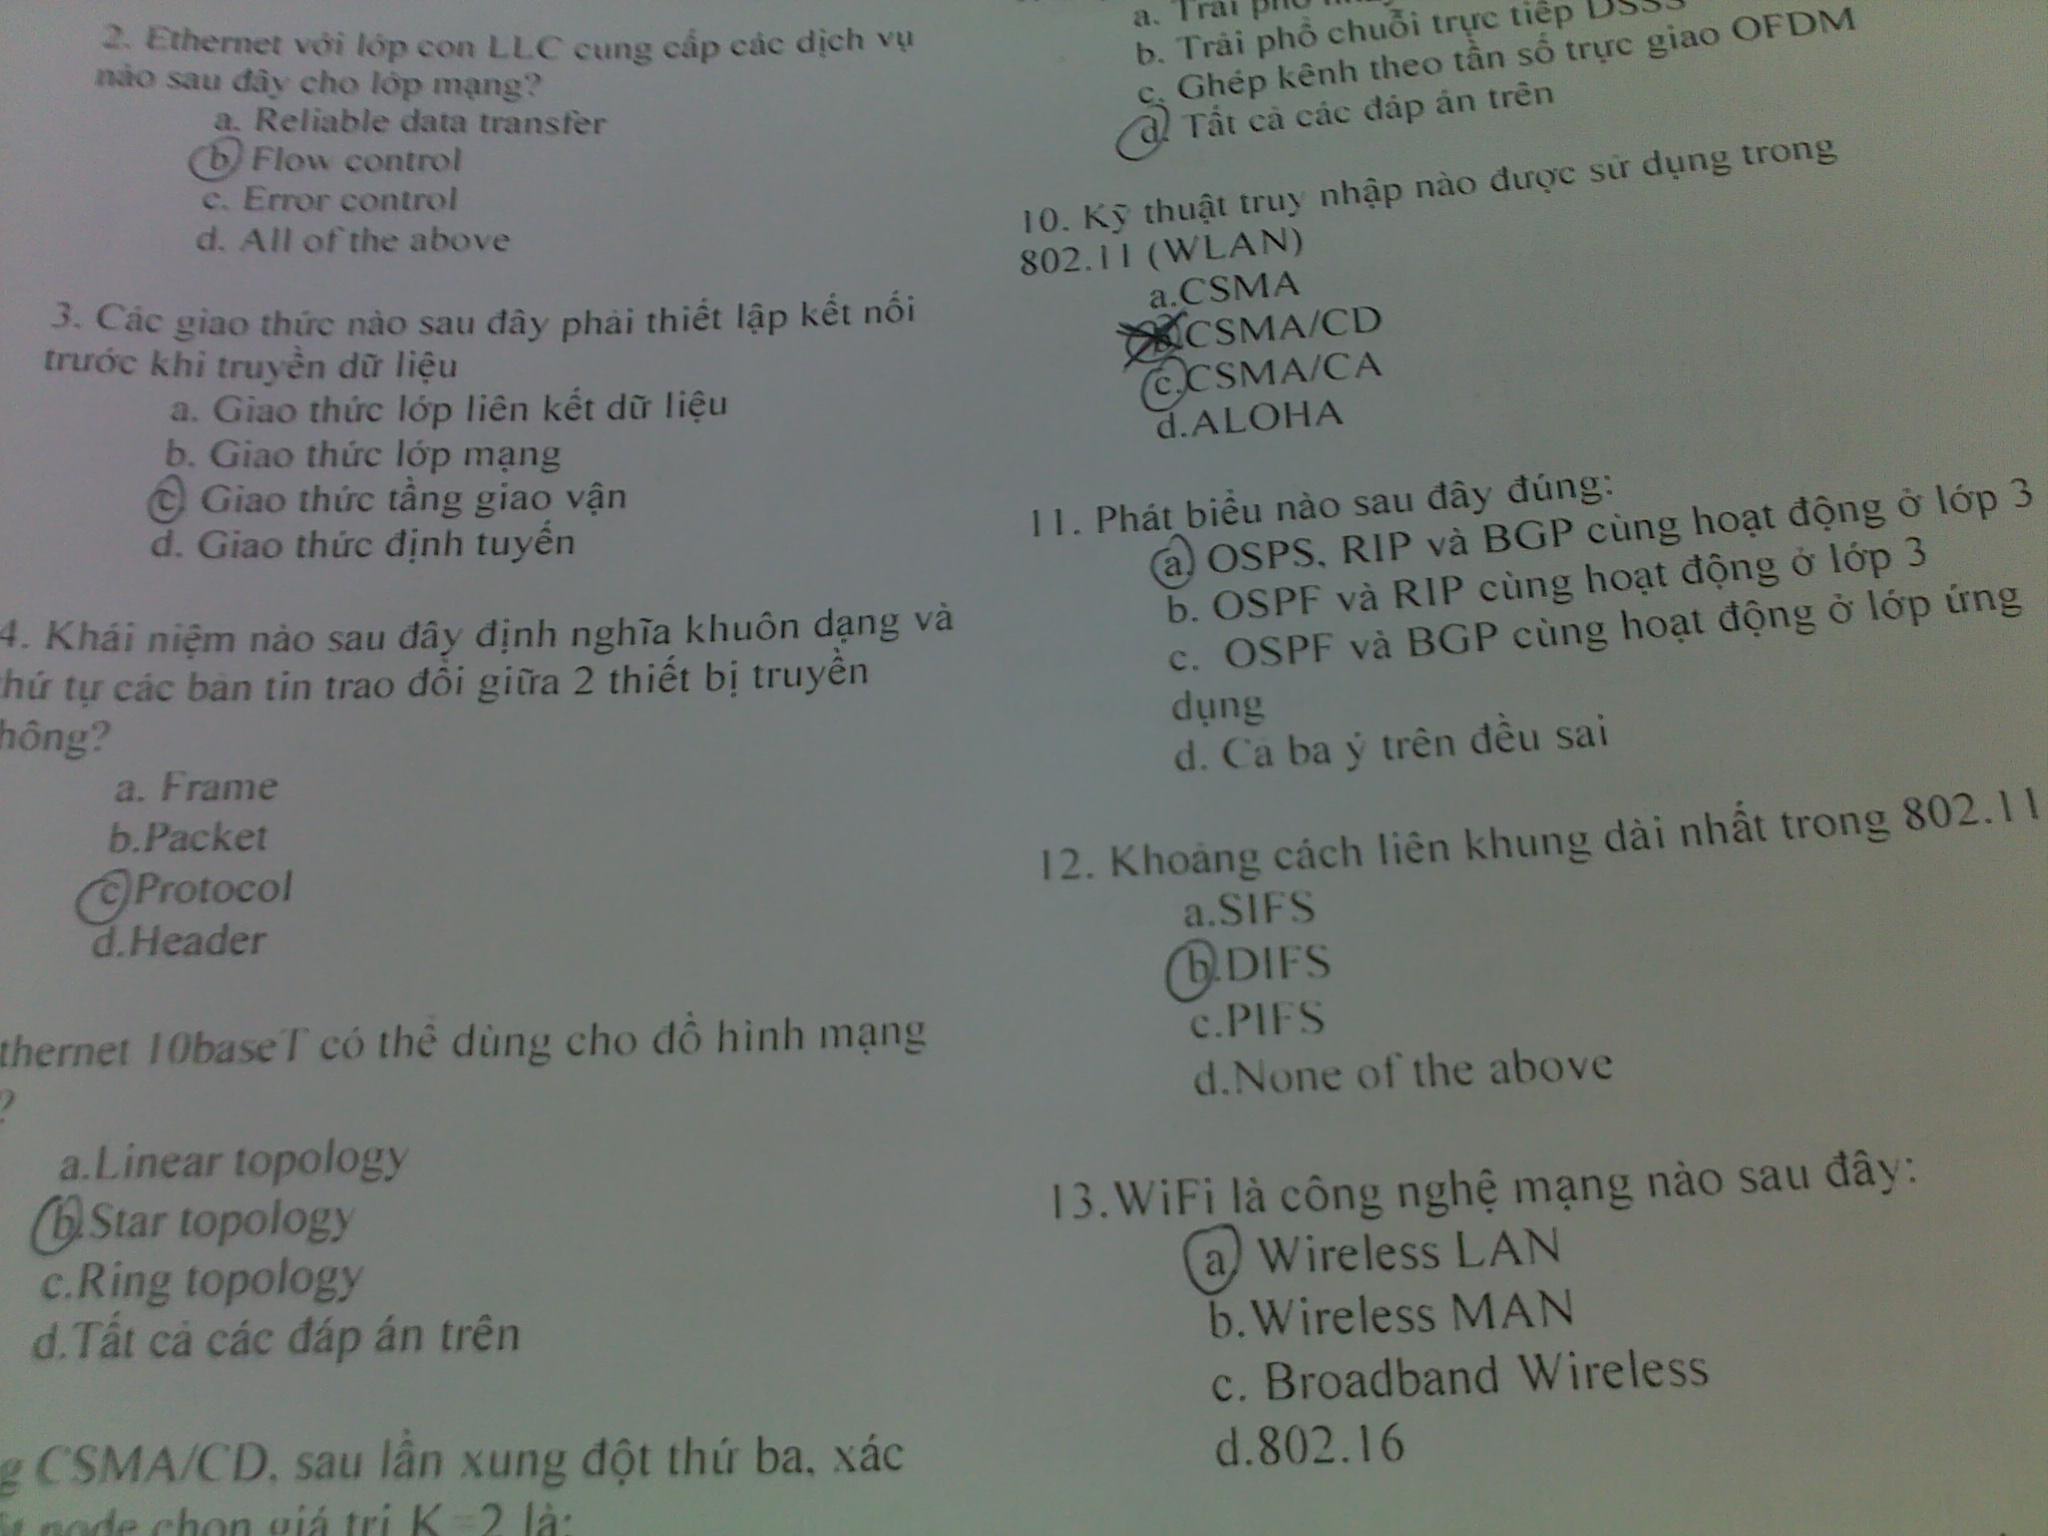 2. Ethernet với lớp con LLC cung cấp các dịch vụ
nào sau đây cho lớp mạng?
a. Reliable data transfer
b. Flow control
c. Error control
d. All of the above
3. Các giao thức nào sau đây phải thiết lập kết nối
trước khi truyền dữ liệu
a. Giao thức lớp liên kết dữ liệu
b. Giao thức lớp mạng
c. Giao thức tầng giao vận
d. Giao thức định tuyến
4. Khái niệm nào sau đây định nghĩa khuôn dạng và
thứ tự các bản tin trao đổi giữa 2 thiết bị truyền
hông?
a. Frame
b.Packet
c.Protocol
d.Header
thernet 10baseT có thể dùng cho đồ hình mạng
?
a.Linear topology
b.Star topology
c.Ring topology
d.Tất cả các đáp án trên
g CSMA/CD, sau lần xung đột thứ ba, xác
node chọn giá trị K=2 là:
a. Trải phổ
b. Trải phổ chuỗi trực tiếp DSSS
c. Ghép kênh theo tần số trực giao OFDM
d. Tất cả các đáp án trên
10. Kỹ thuật truy nhập nào được sử dụng trong
802.11 (WLAN)
a.CSMA
b.CSMA/CD
c.CSMA/CA
d.ALOHA
11. Phát biểu nào sau đây đúng:
a. OSPS, RIP và BGP cùng hoạt động ở lớp 3
b. OSPF và RIP cùng hoạt động ở lớp 3
c. OSPF và BGP cùng hoạt động ở lớp ứng
dụng
d. Cả ba ý trên đều sai
12. Khoảng cách liên khung dài nhất trong 802.11
a.SIFS
b.DIFS
c.PIFS
d.None of the above
13.WiFi là công nghệ mạng nào sau đây:
a. Wireless LAN
b.Wireless MAN
c. Broadband Wireless
d.802.16